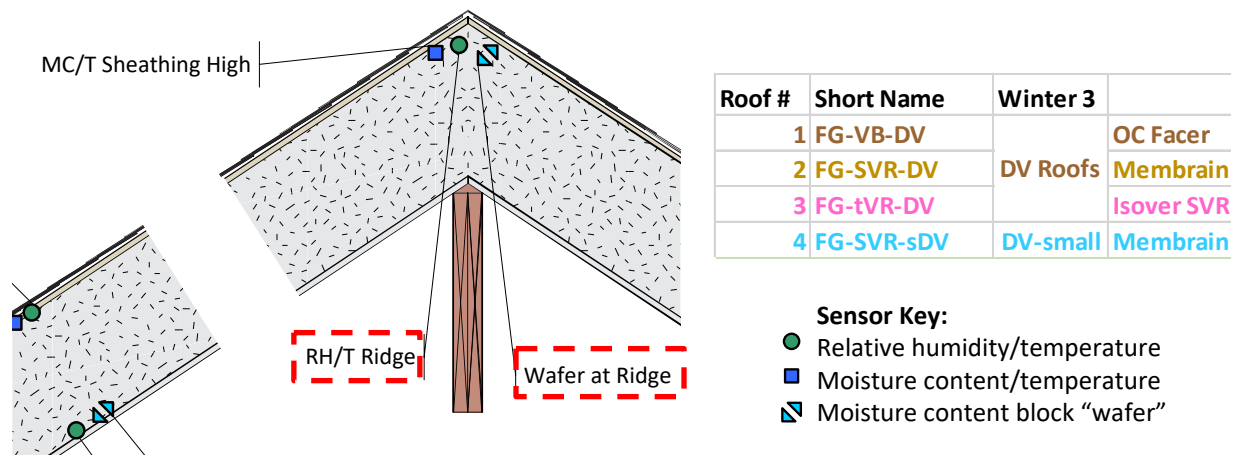 MC/T Sheathing High
RH/T Ridge
Wafer at Ridge
Roof # Short Name Winter 3
1 FG-VB-DV OC Facer
2 FG-SVR-DV DV Roofs Membrain
3 FG-tVR-DV Isover SVR
4 FG-SVR-sDV DV-small Membrain
Sensor Key:
Relative humidity/temperature
Moisture content/temperature
Moisture content block “wafer”